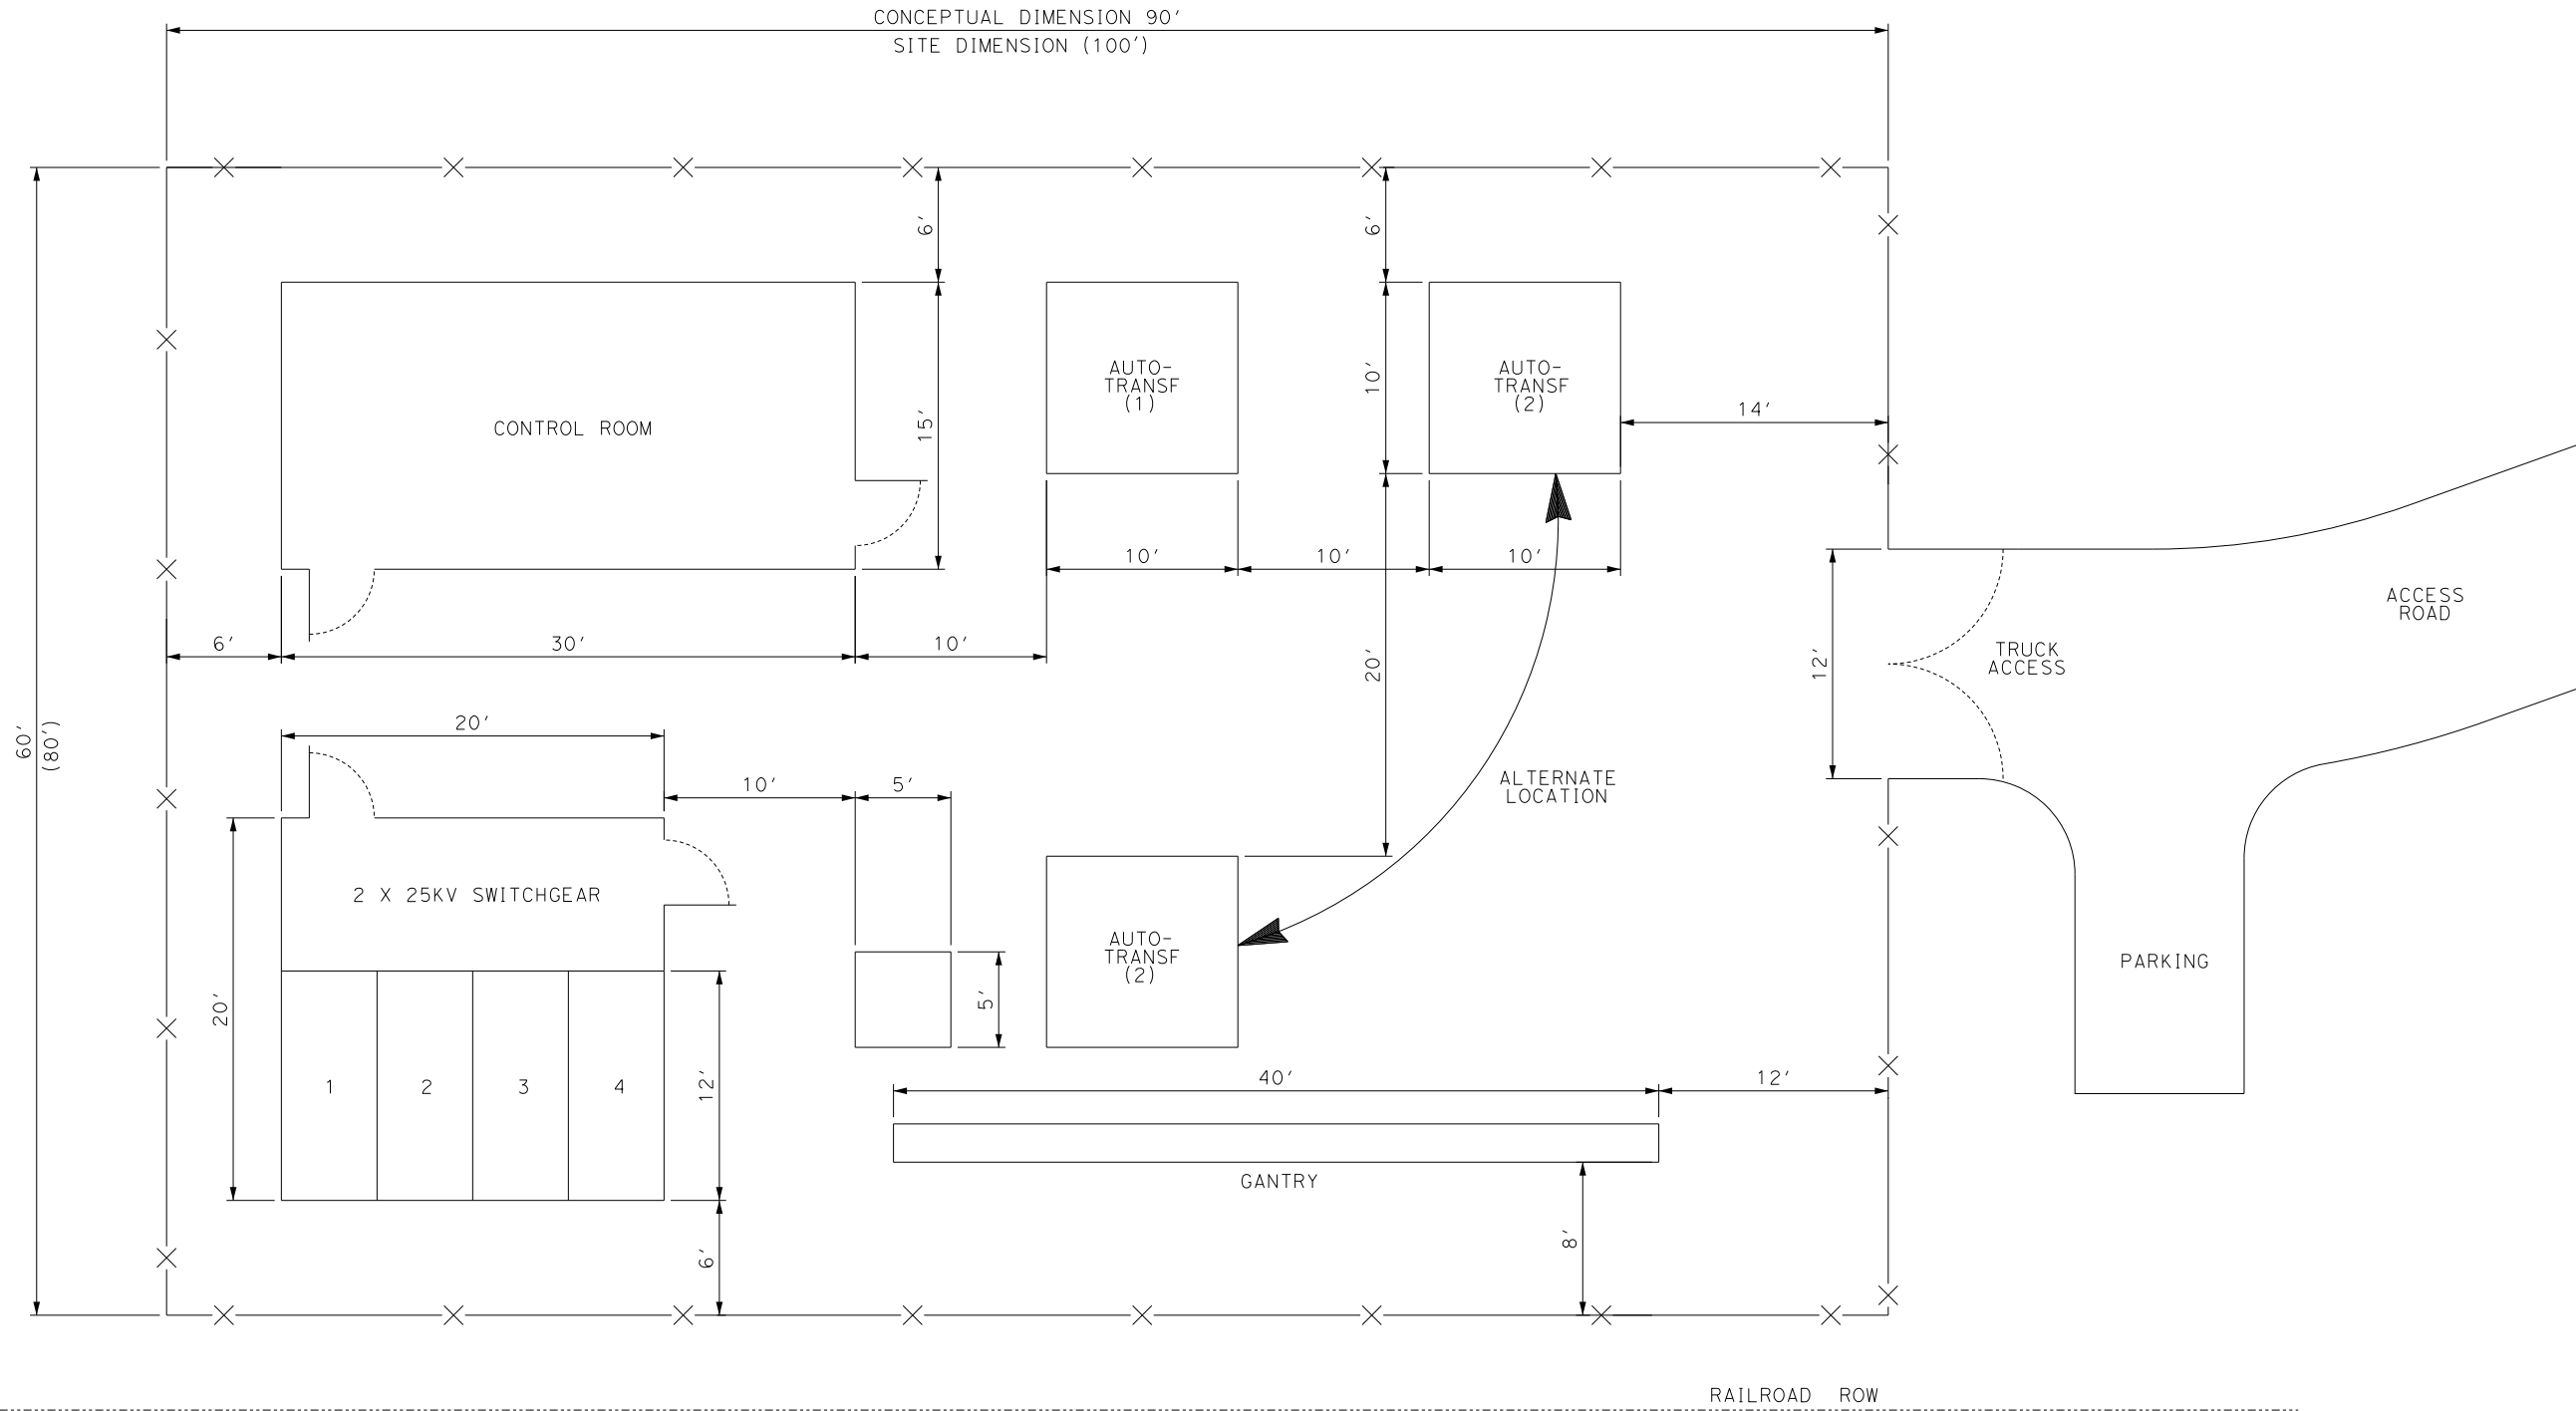 CONCEPTUAL DIMENSION 90'
SITE DIMENSION (100')
6'
6'
15'
10'
CONTROL ROOM
AUTO-
TRANSF
(1)
AUTO-
TRANSF
(2)
14'
10'
10'
10'
6'
30'
10'
20'
12'
TRUCK
ACCESS
ACCESS
ROAD
60'
(80')
20'
10'
5'
ALTERNATE
LOCATION
2 X 25KV SWITCHGEAR
20'
5'
AUTO-
TRANSF
(2)
PARKING
1
2
3
4
12'
40'
12'
GANTRY
6'
8'
RAILROAD ROW